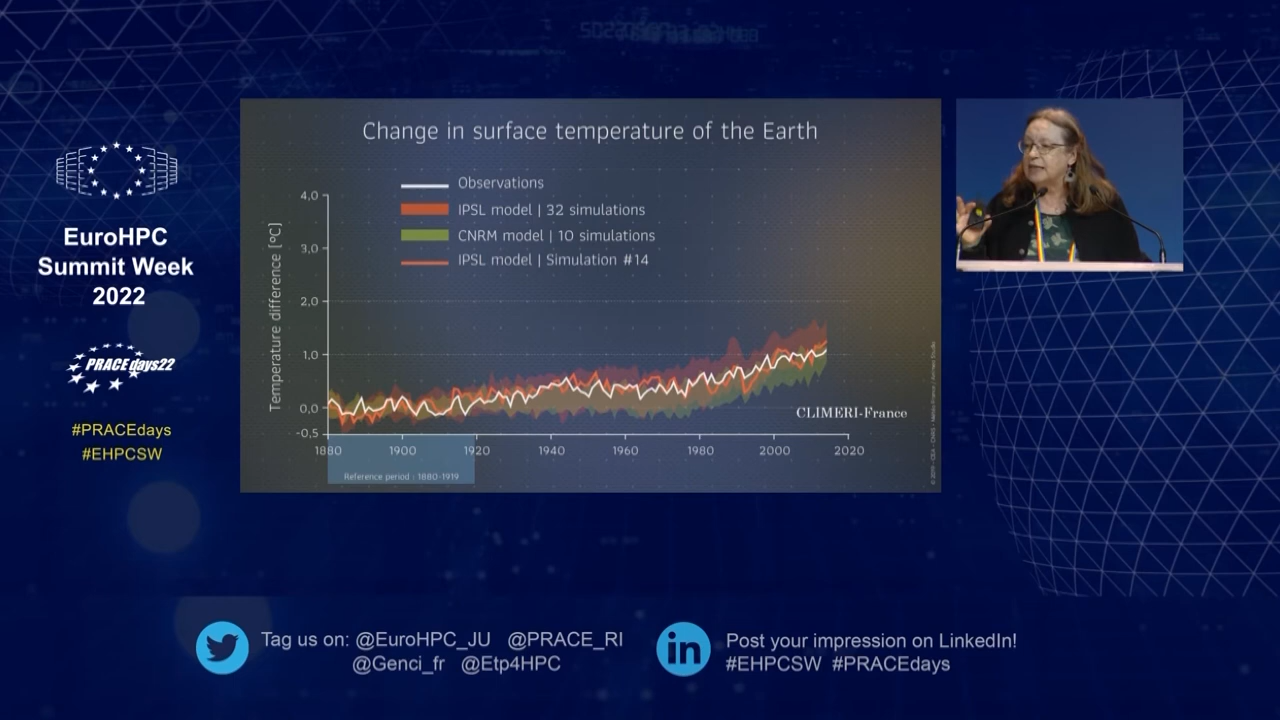 EuroHPC
Summit Week
2022
PRACEdays22
#PRACEdays
#EHPCSW
Change in surface temperature of the Earth
Observations
IPSL model | 32 simulations
CNRM model | 10 simulations
IPSL model | Simulation #14
Temperature difference [°C]
4,0
3,0
2,0
1,0
0,0
-0,5
1880 1900 1920 1940 1960 1980 2000 2020
Reference period : 1880-1919
CLIMERI-France
Tag us on: @EuroHPC_JU @PRACE_RI
@Genci_fr @Etp4HPC
in
Post your impression on LinkedIn!
#EHPCSW #PRACEdays